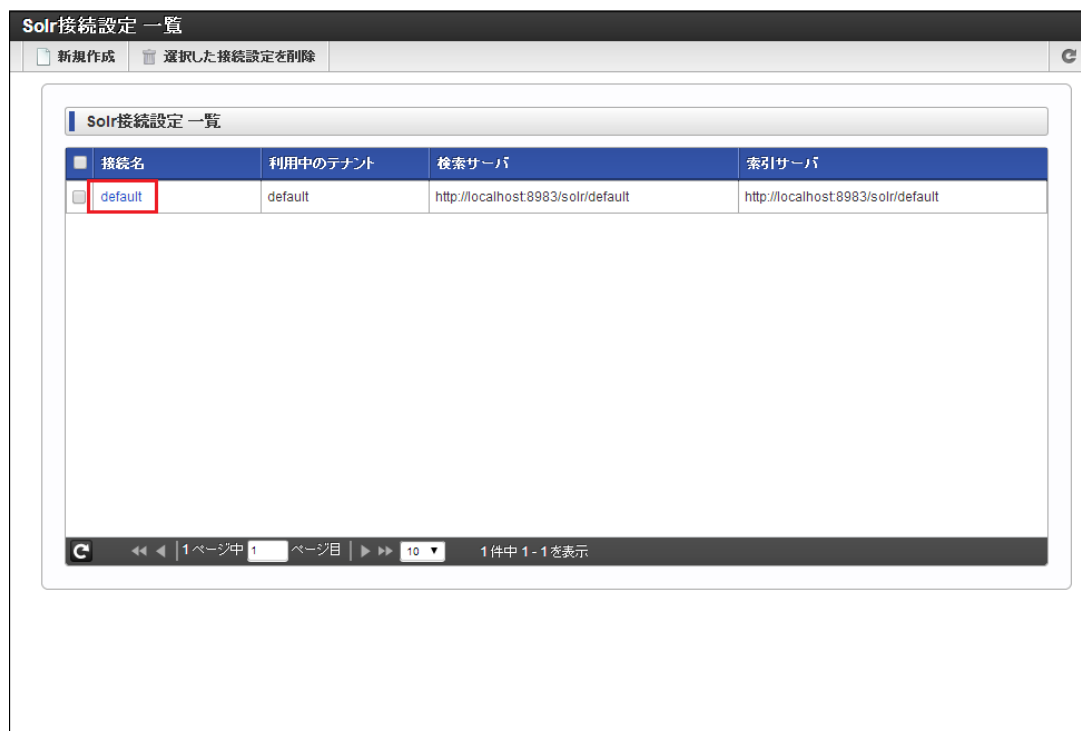 Solr接続設定 一覧
新規作成 選択した接続設定を削除
Solr接続設定 一覧
接続名 利用中のテナント 検索サーバ 索引サーバ
default default http://localhost:8983/solr/default http://localhost:8983/solr/default
1 ページ中 1 ページ目 10 1 件中 1 - 1 を表示